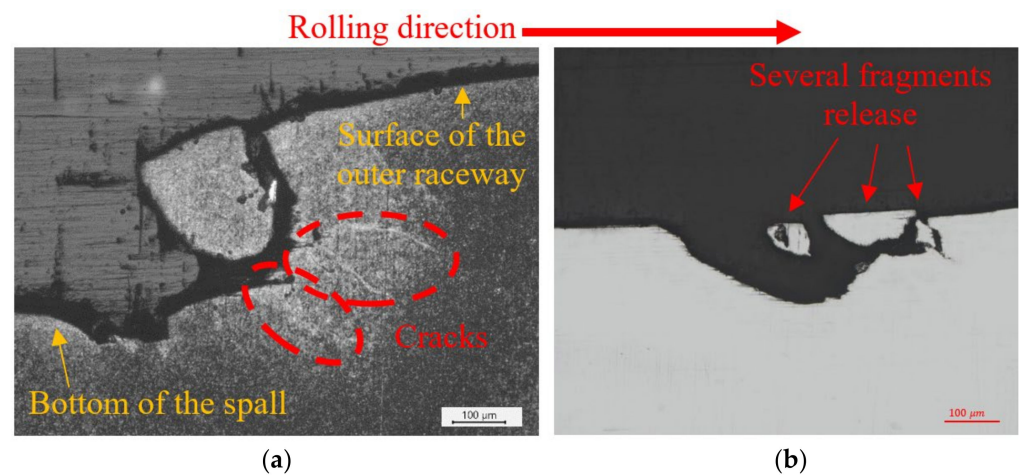 Rolling direction
Several fragments
release
Surface of the
outer raceway
Cracks
Bottom of the spall
100 μm
100 μm
(a)
(b)